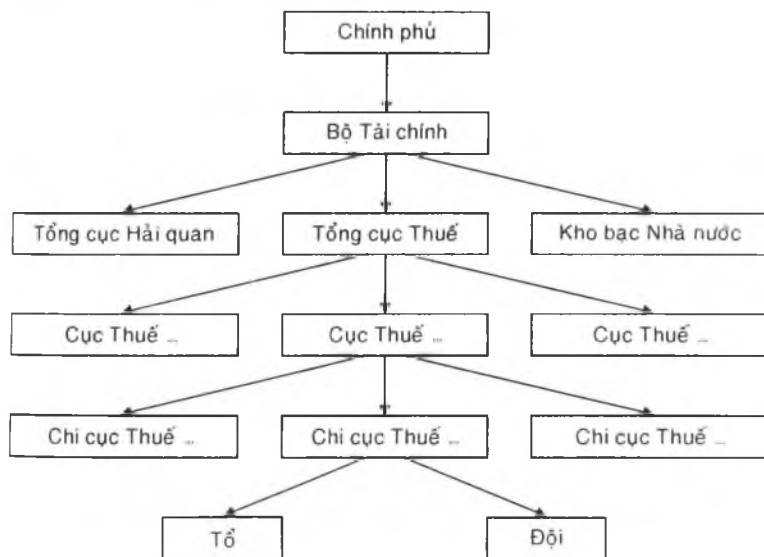 Chính phủ
Bộ Tài chính
Tổng cục Hải quan
Tổng cục Thuế
Kho bạc Nhà nước
Cục Thuế ...
Cục Thuế ...
Cục Thuế ...
Chi cục Thuế ...
Chi cục Thuế ...
Chi cục Thuế ...
Tổ
Đội